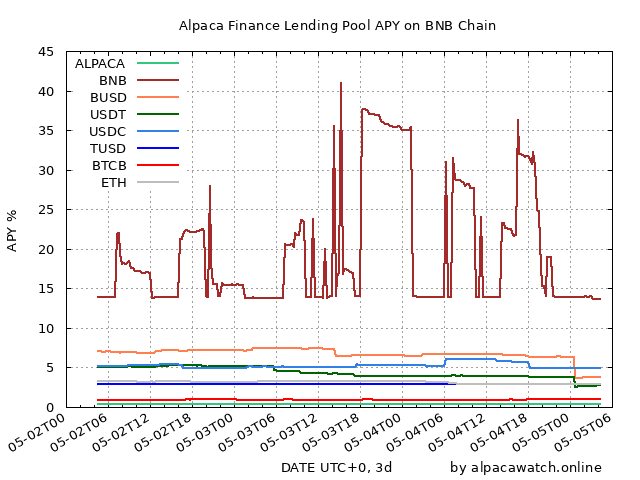 Alpaca Finance Lending Pool APY on BNB Chain
45
40
35
30
25
20
15
10
5
0
APY %
ALPACA
BNB
BUSD
USDT
USDC
TUSD
BTCB
ETH
05-02T00
05-02T06
05-02T12
05-02T18
05-03T00
05-03T06
05-03T12
05-03T18
05-04T00
05-04T06
05-04T12
05-04T18
05-05T00
05-05T06
DATE UTC+0, 3d
by alpacawatch.online